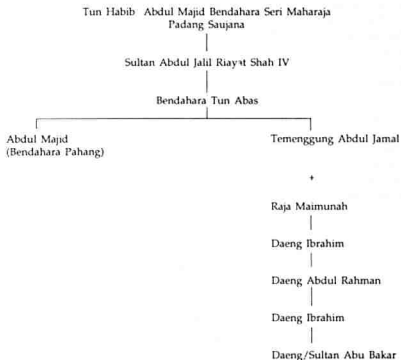 Tun Habib Abdul Majid Bendahara Seri Maharaja
Padang Saujana
Sultan Abdul Jalil Riayat Shah IV
Bendahara Tun Abas
Abdul Majid
(Bendahara Pahang)
Temenggung Abdul Jamal
+
Raja Maimunah
Daeng Ibrahim
Daeng Abdul Rahman
Daeng Ibrahim
Daeng/Sultan Abu Bakar